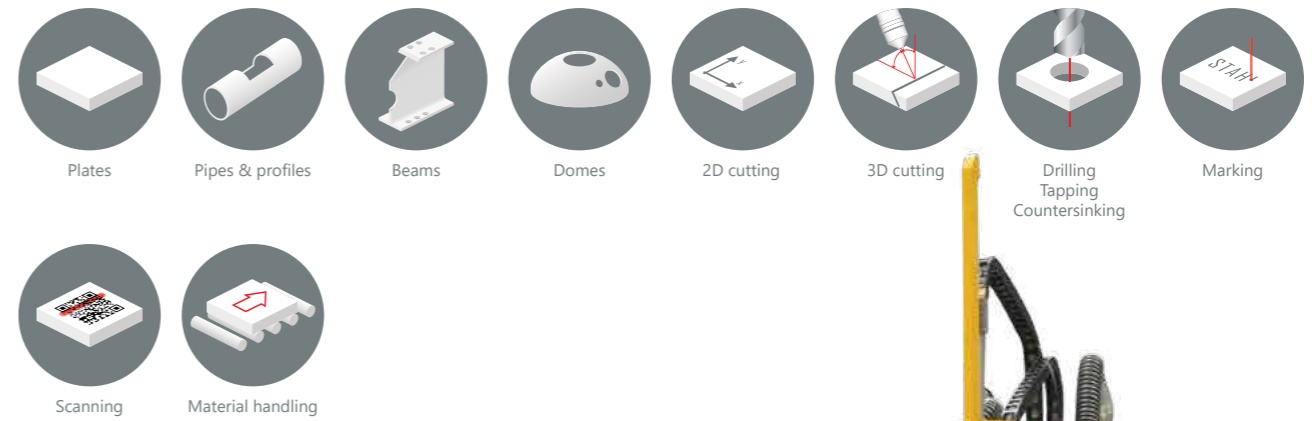 Y
X
STAHL
Plates
Pipes & profiles
Beams
Domes
2D cutting
3D cutting
Drilling
Tapping
Countersinking
Marking
Scanning
Material handling